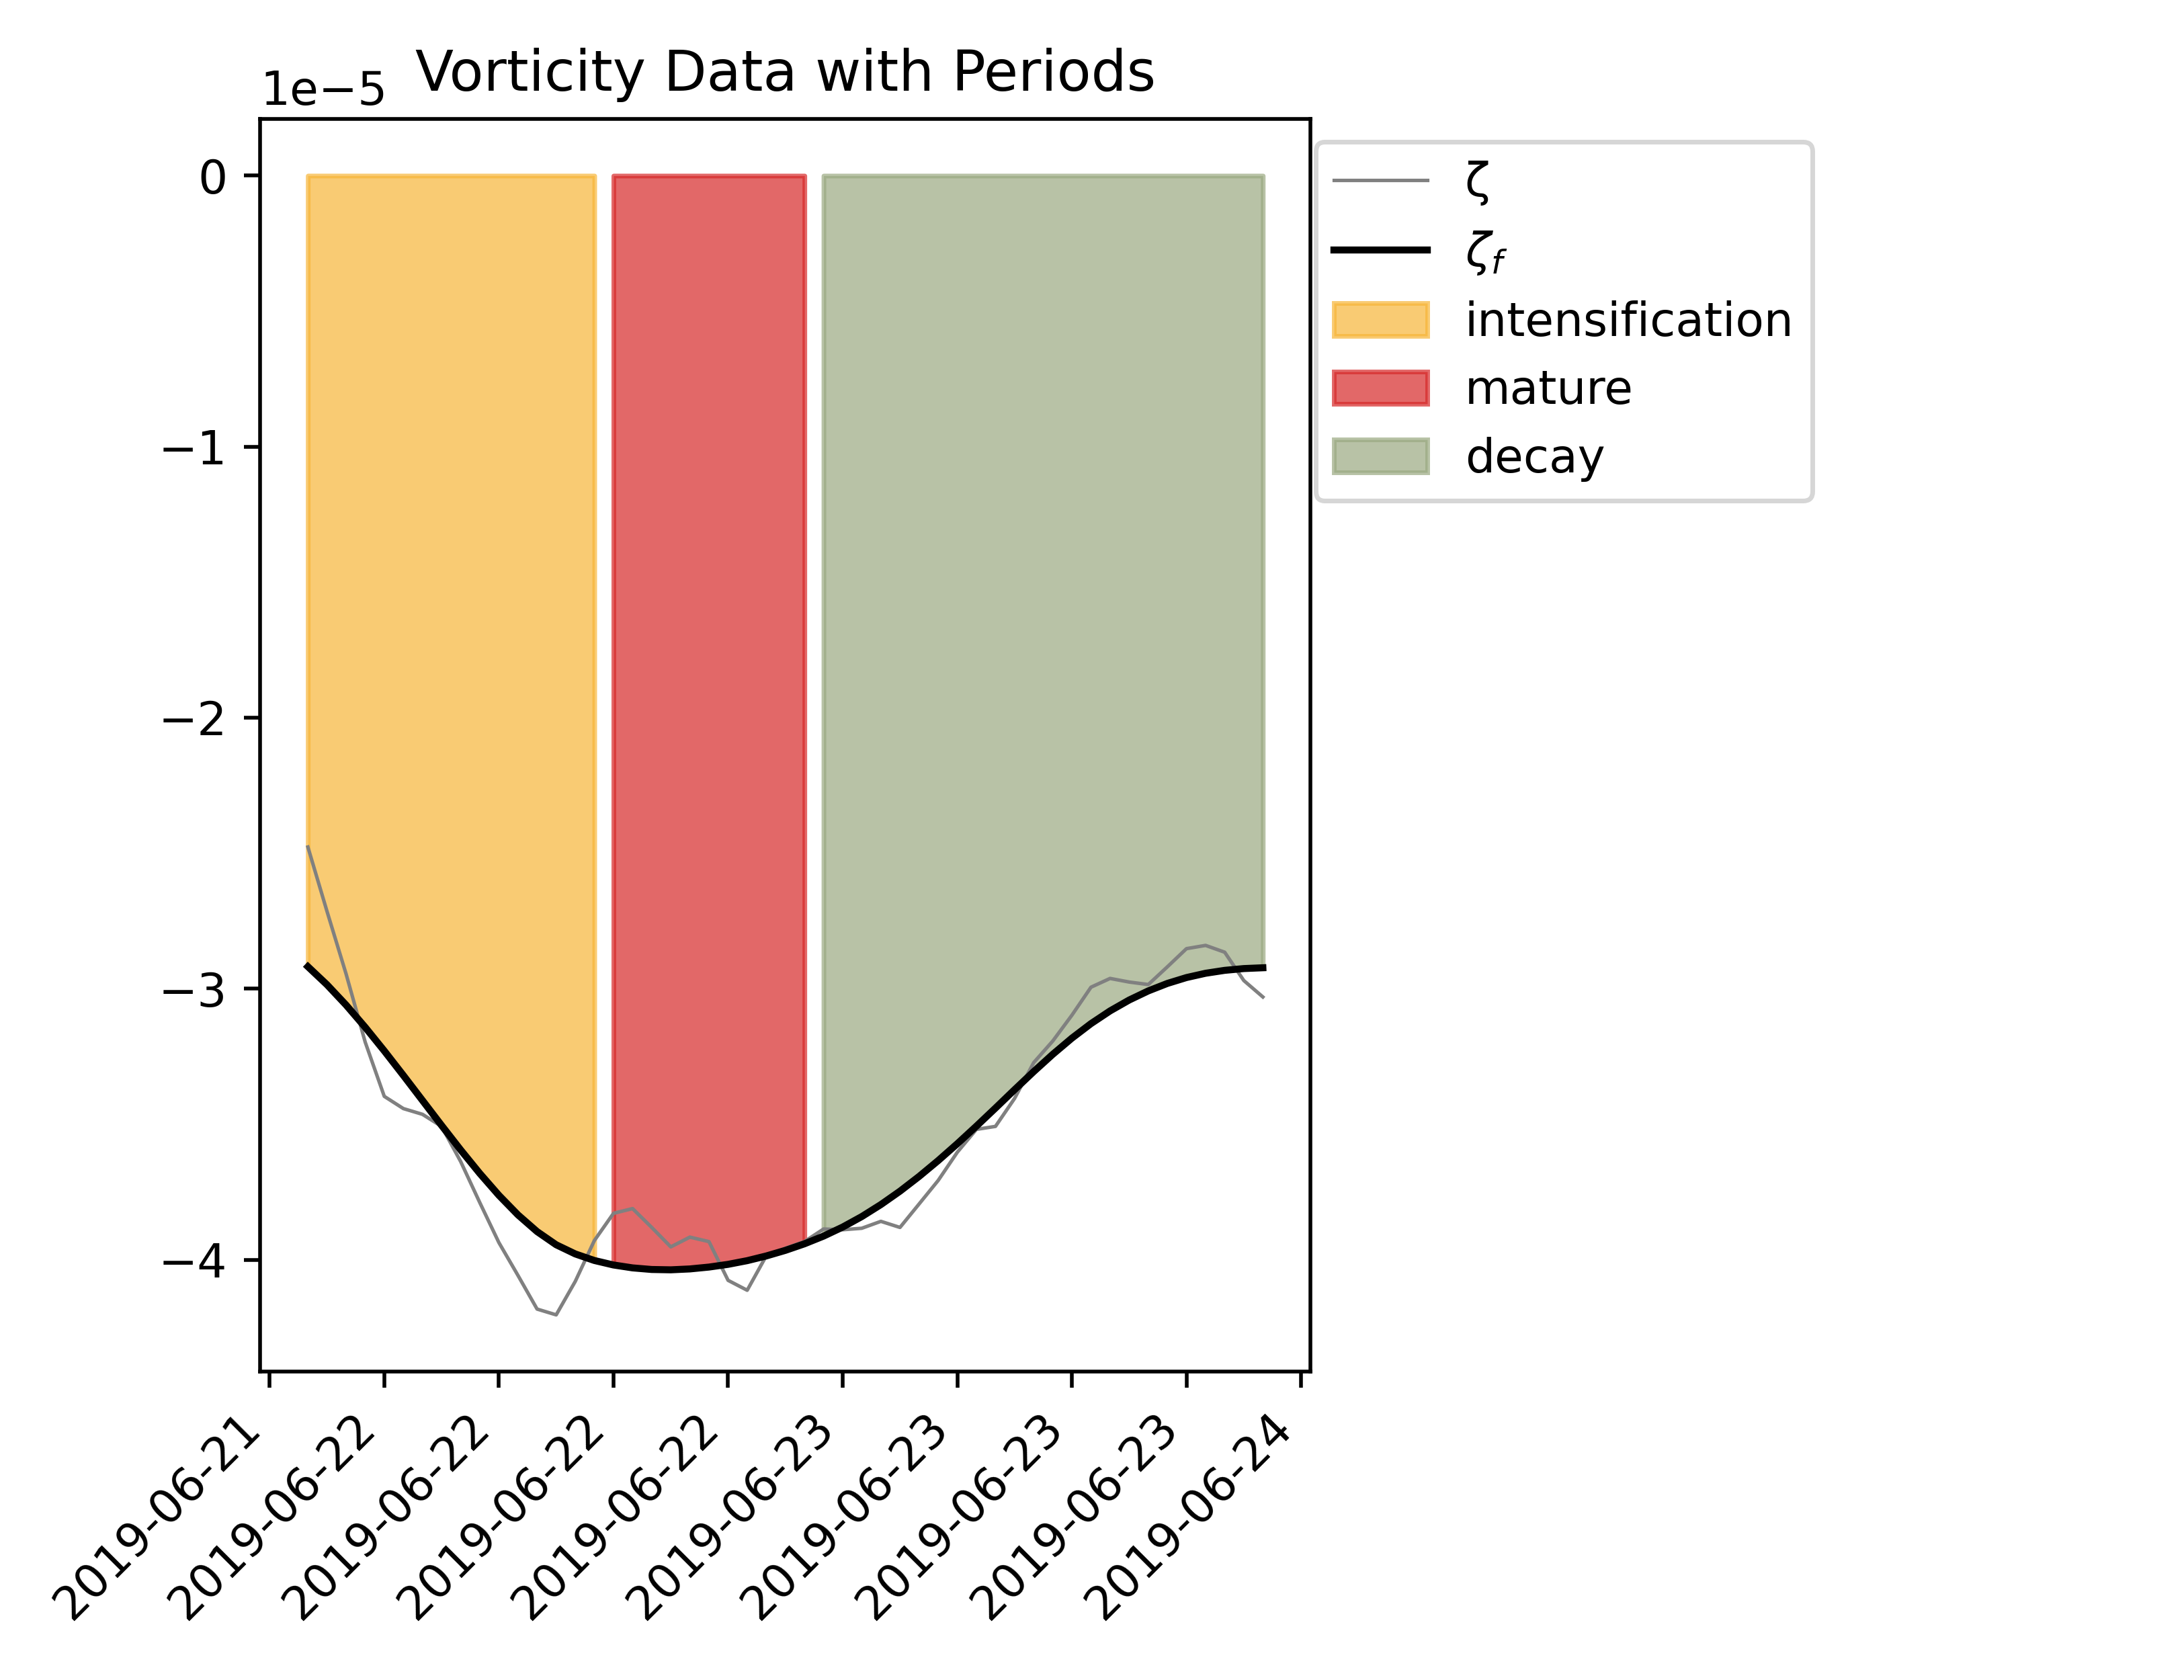 Vorticity Data with Periods
1e−5
0
−1
−2
−3
−4
2019-06-21
2019-06-22
2019-06-22
2019-06-22
2019-06-22
2019-06-23
2019-06-23
2019-06-23
2019-06-23
2019-06-24
ζ
ζf
intensification
mature
decay